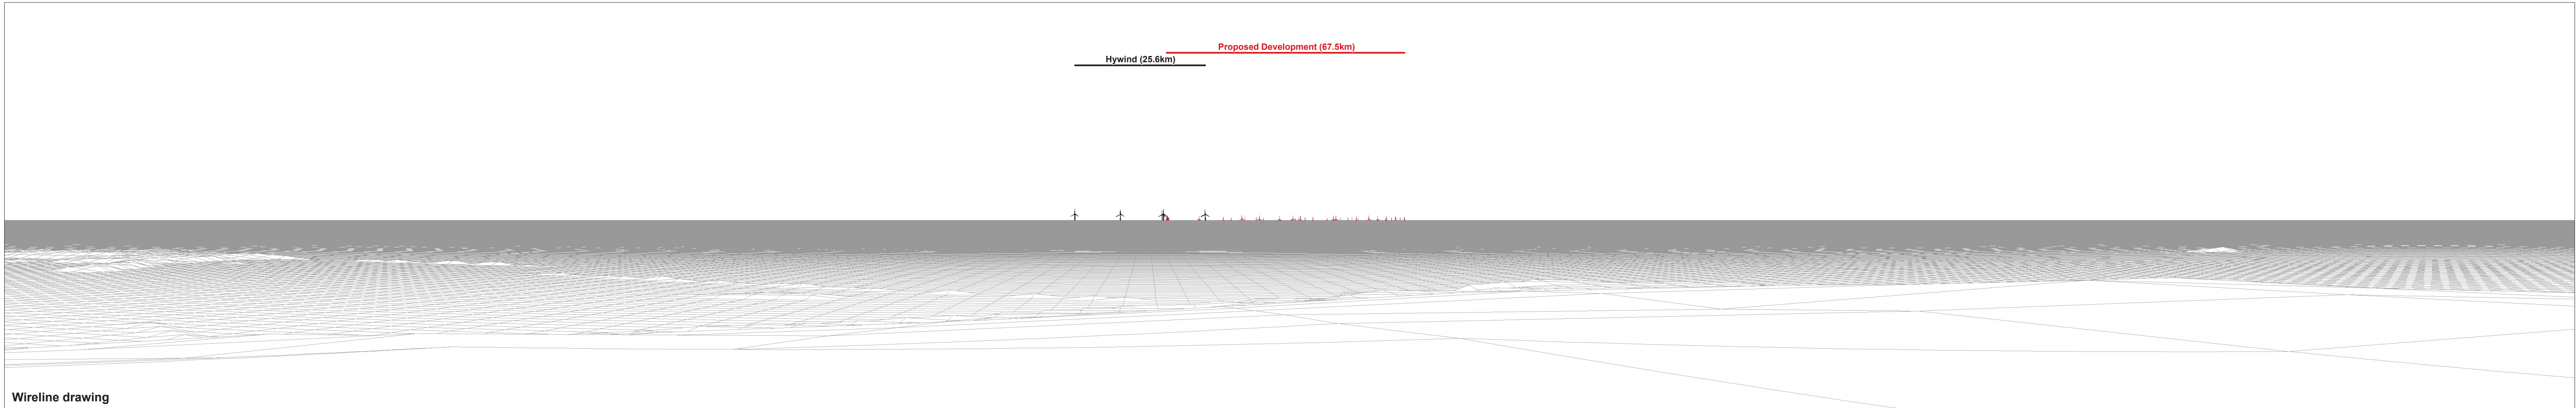 Proposed Development (67.5km)
Hywind (25.6km)
Wireline drawing